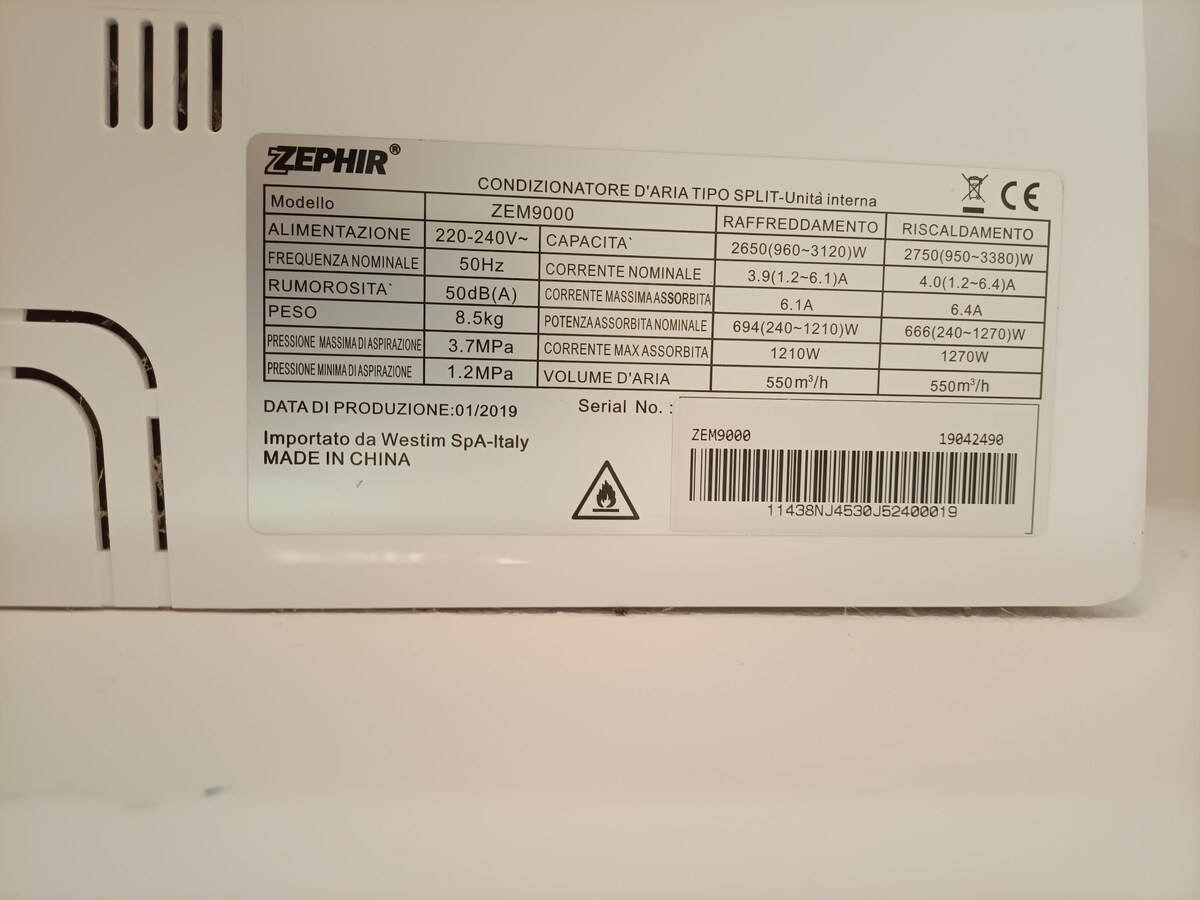 ZEPHIR®
CONDIZIONATORE D'ARIA TIPO SPLIT-Unità interna
CE
Modello ZEM9000 RAFFREDDAMENTO RISCALDAMENTO
ALIMENTAZIONE 220-240V~ CAPACITA` 2650(960~3120)W 2750(950~3380)W
FREQUENZA NOMINALE 50Hz CORRENTE NOMINALE 3.9(1.2~6.1)A 4.0(1.2~6.4)A
RUMOROSITA` 50dB(A) CORRENTE MASSIMA ASSORBITA 6.1A 6.4A
PESO 8.5kg POTENZA ASSORBITA NOMINALE 694(240~1210)W 666(240~1270)W
PRESSIONE MASSIMA DI ASPIRAZIONE 3.7MPa CORRENTE MAX ASSORBITA 1210W 1270W
PRESSIONE MINIMA DI ASPIRAZIONE 1.2MPa VOLUME D'ARIA 550m³/h 550m³/h
DATA DI PRODUZIONE:01/2019 Serial No. :
Importato da Westim SpA-Italy
MADE IN CHINA
ZEM9000 19042490
11438NJ4530J52400019